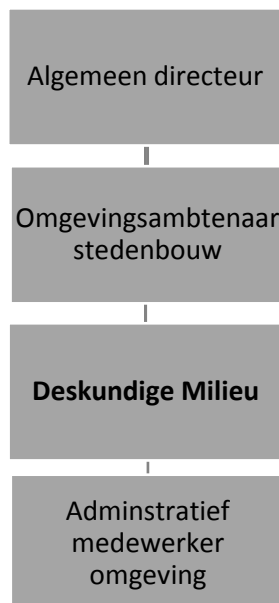 Algemeen directeur
Omgevingsambtenaar
stedenbouw
Deskundige Milieu
Adminstratief
medewerker
omgeving